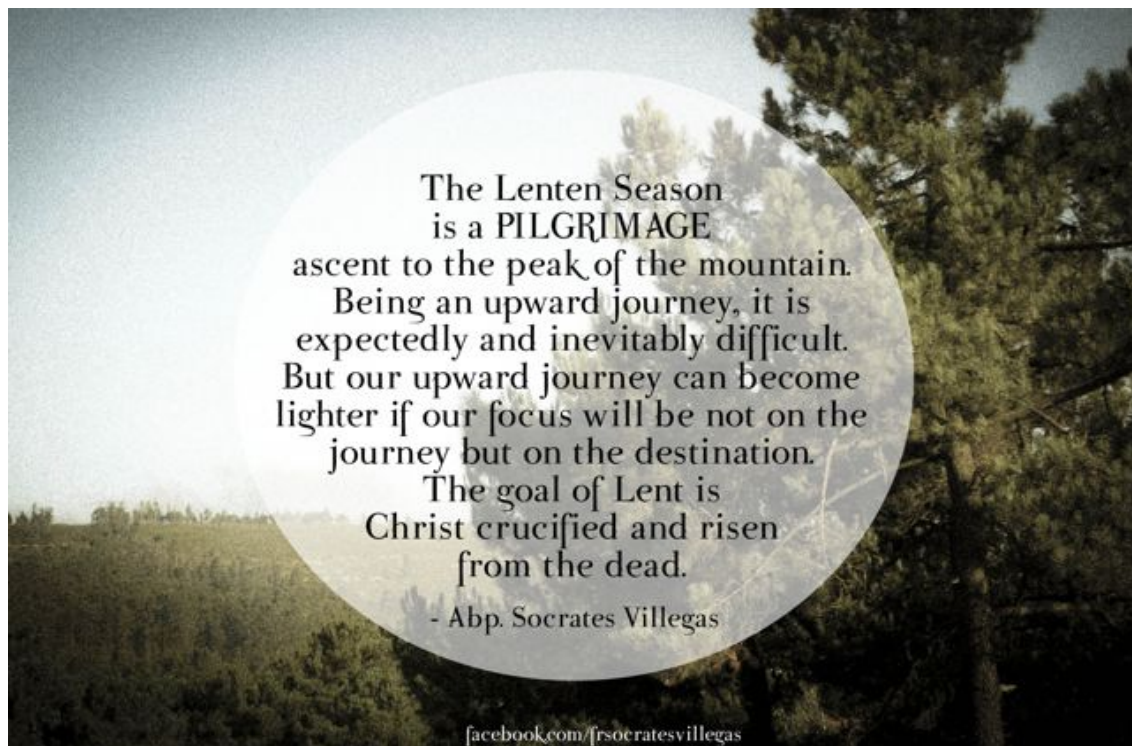 The Lenten Season
is a PILGRIMAGE
ascent to the peak of the mountain.
Being an upward journey, it is
expectedly and inevitably difficult.
But our upward journey can become
lighter if our focus will be not on the
journey but on the destination.
The goal of Lent is
Christ crucified and risen
from the dead.
- Abp. Socrates Villegas
facebook.com/frsocratesvillegas